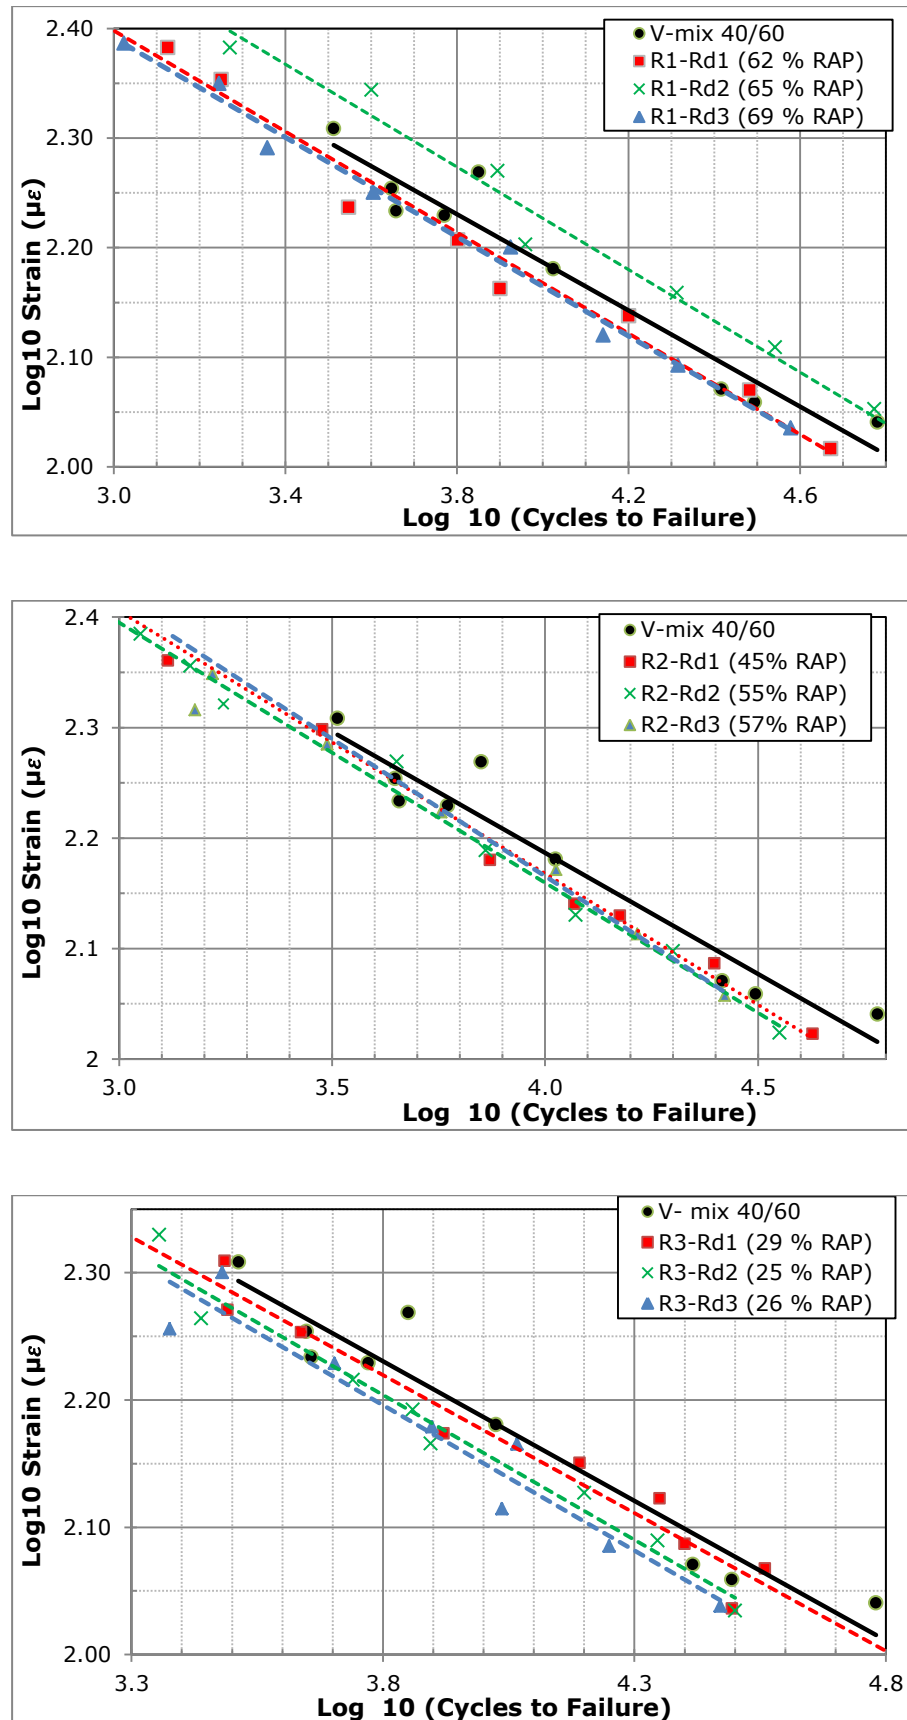 2.40
2.30
2.20
2.10
2.00
Log10 Strain (με)
V-mix 40/60
R1-Rd1 (62 % RAP)
R1-Rd2 (65 % RAP)
R1-Rd3 (69 % RAP)
3.0 3.4 3.8 4.2 4.6
Log 10 (Cycles to Failure)
2.4
2.3
2.2
2.1
2
Log10 Strain (με)
V-mix 40/60
R2-Rd1 (45% RAP)
R2-Rd2 (55% RAP)
R2-Rd3 (57% RAP)
3.0 3.5 4.0 4.5
Log 10 (Cycles to Failure)
2.30
2.20
2.10
2.00
Log10 Strain (με)
V- mix 40/60
R3-Rd1 (29 % RAP)
R3-Rd2 (25 % RAP)
R3-Rd3 (26 % RAP)
3.3 3.8 4.3 4.8
Log 10 (Cycles to Failure)